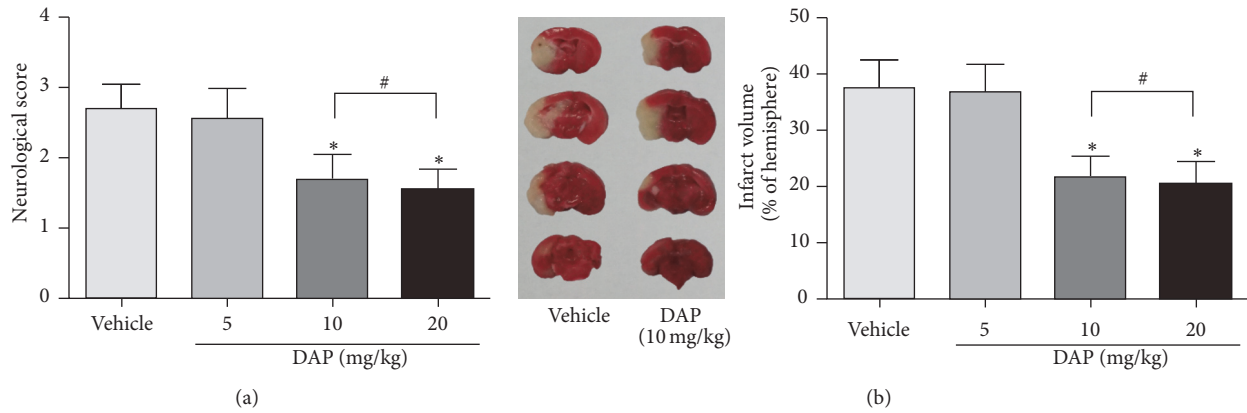 4
3
2
1
0
Neurological score
#
*
*
Vehicle
5
10
20
DAP (mg/kg)
(a)
Vehicle
DAP
(10 mg/kg)
50
40
30
20
10
0
Infarct volume
(% of hemisphere)
#
*
*
Vehicle
5
10
20
DAP (mg/kg)
(b)